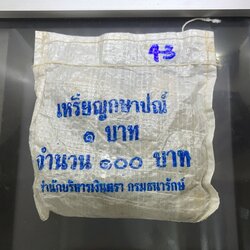 43
เหรียญกษาปณ์
๑ บาท
จำนวน ๑๐๐ บาท
สำนักบริหารเงินตรา กรมธนารักษ์